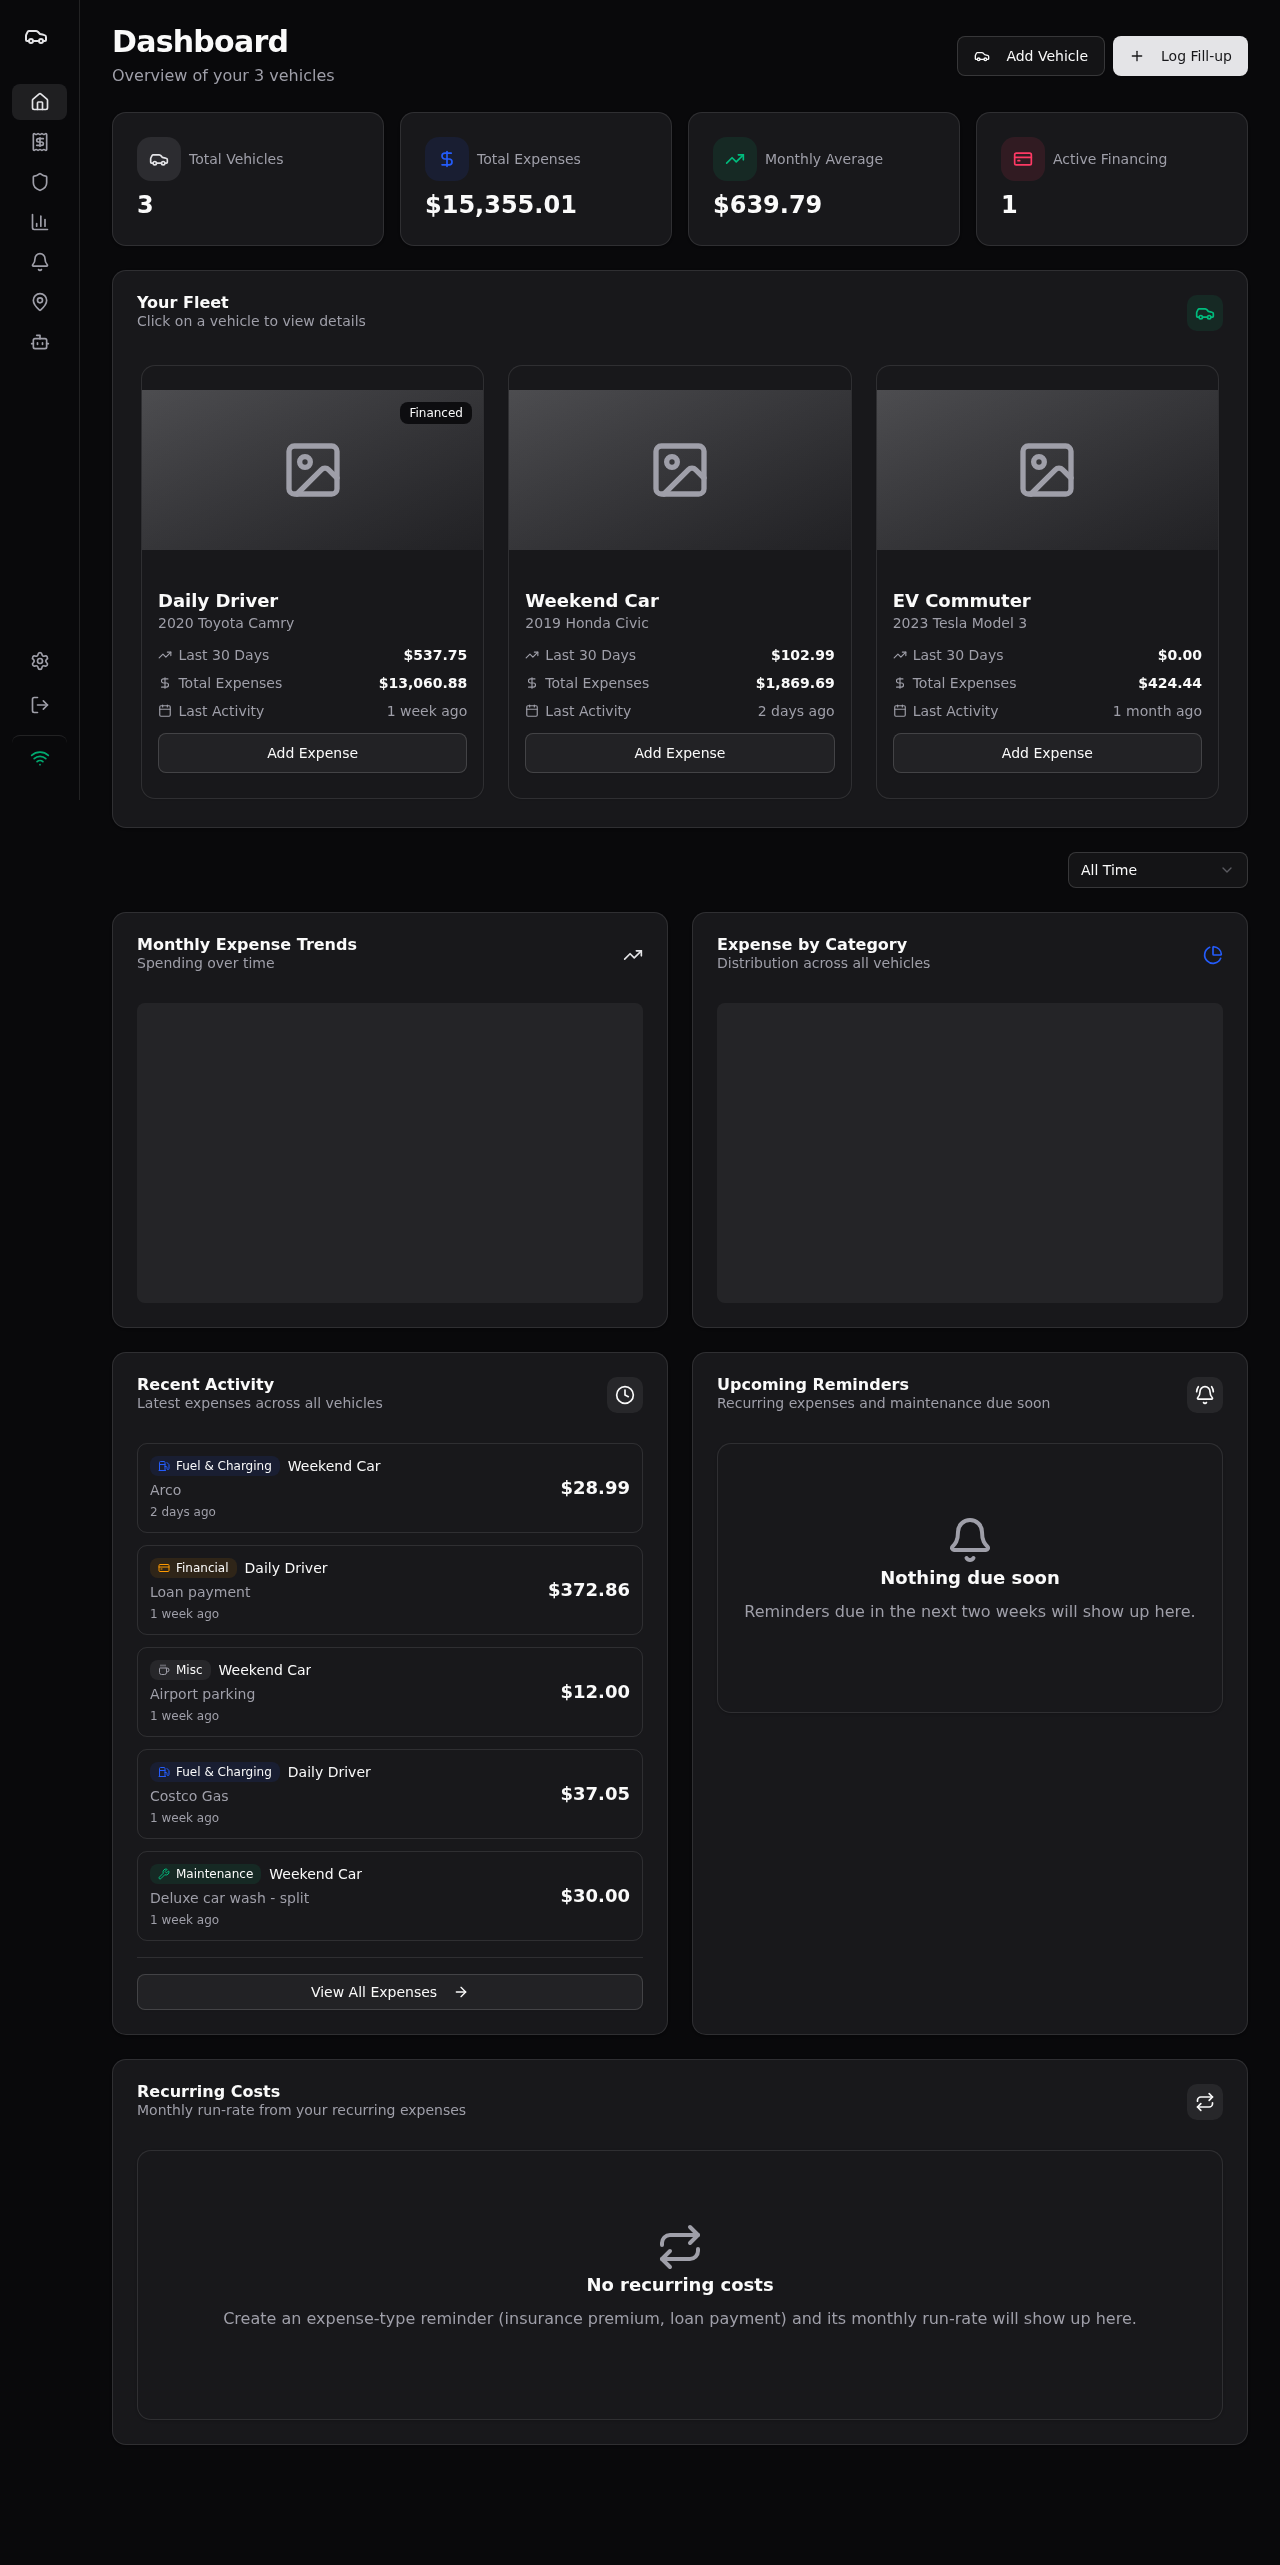 Dashboard
Overview of your 3 vehicles
Add Vehicle
Log Fill-up
Total Vehicles
3
Total Expenses
$15,355.01
Monthly Average
$639.79
Active Financing
1
Your Fleet
Click on a vehicle to view details
Financed
Daily Driver
2020 Toyota Camry
Last 30 Days $537.75
Total Expenses $13,060.88
Last Activity 1 week ago
Add Expense
Weekend Car
2019 Honda Civic
Last 30 Days $102.99
Total Expenses $1,869.69
Last Activity 2 days ago
Add Expense
EV Commuter
2023 Tesla Model 3
Last 30 Days $0.00
Total Expenses $424.44
Last Activity 1 month ago
Add Expense
All Time
Monthly Expense Trends
Spending over time
Expense by Category
Distribution across all vehicles
Recent Activity
Latest expenses across all vehicles
Fuel & Charging Weekend Car
Arco
2 days ago
$28.99
Financial Daily Driver
Loan payment
1 week ago
$372.86
Misc Weekend Car
Airport parking
1 week ago
$12.00
Fuel & Charging Daily Driver
Costco Gas
1 week ago
$37.05
Maintenance Weekend Car
Deluxe car wash - split
1 week ago
$30.00
View All Expenses
Upcoming Reminders
Recurring expenses and maintenance due soon
Nothing due soon
Reminders due in the next two weeks will show up here.
Recurring Costs
Monthly run-rate from your recurring expenses
No recurring costs
Create an expense-type reminder (insurance premium, loan payment) and its monthly run-rate will show up here.